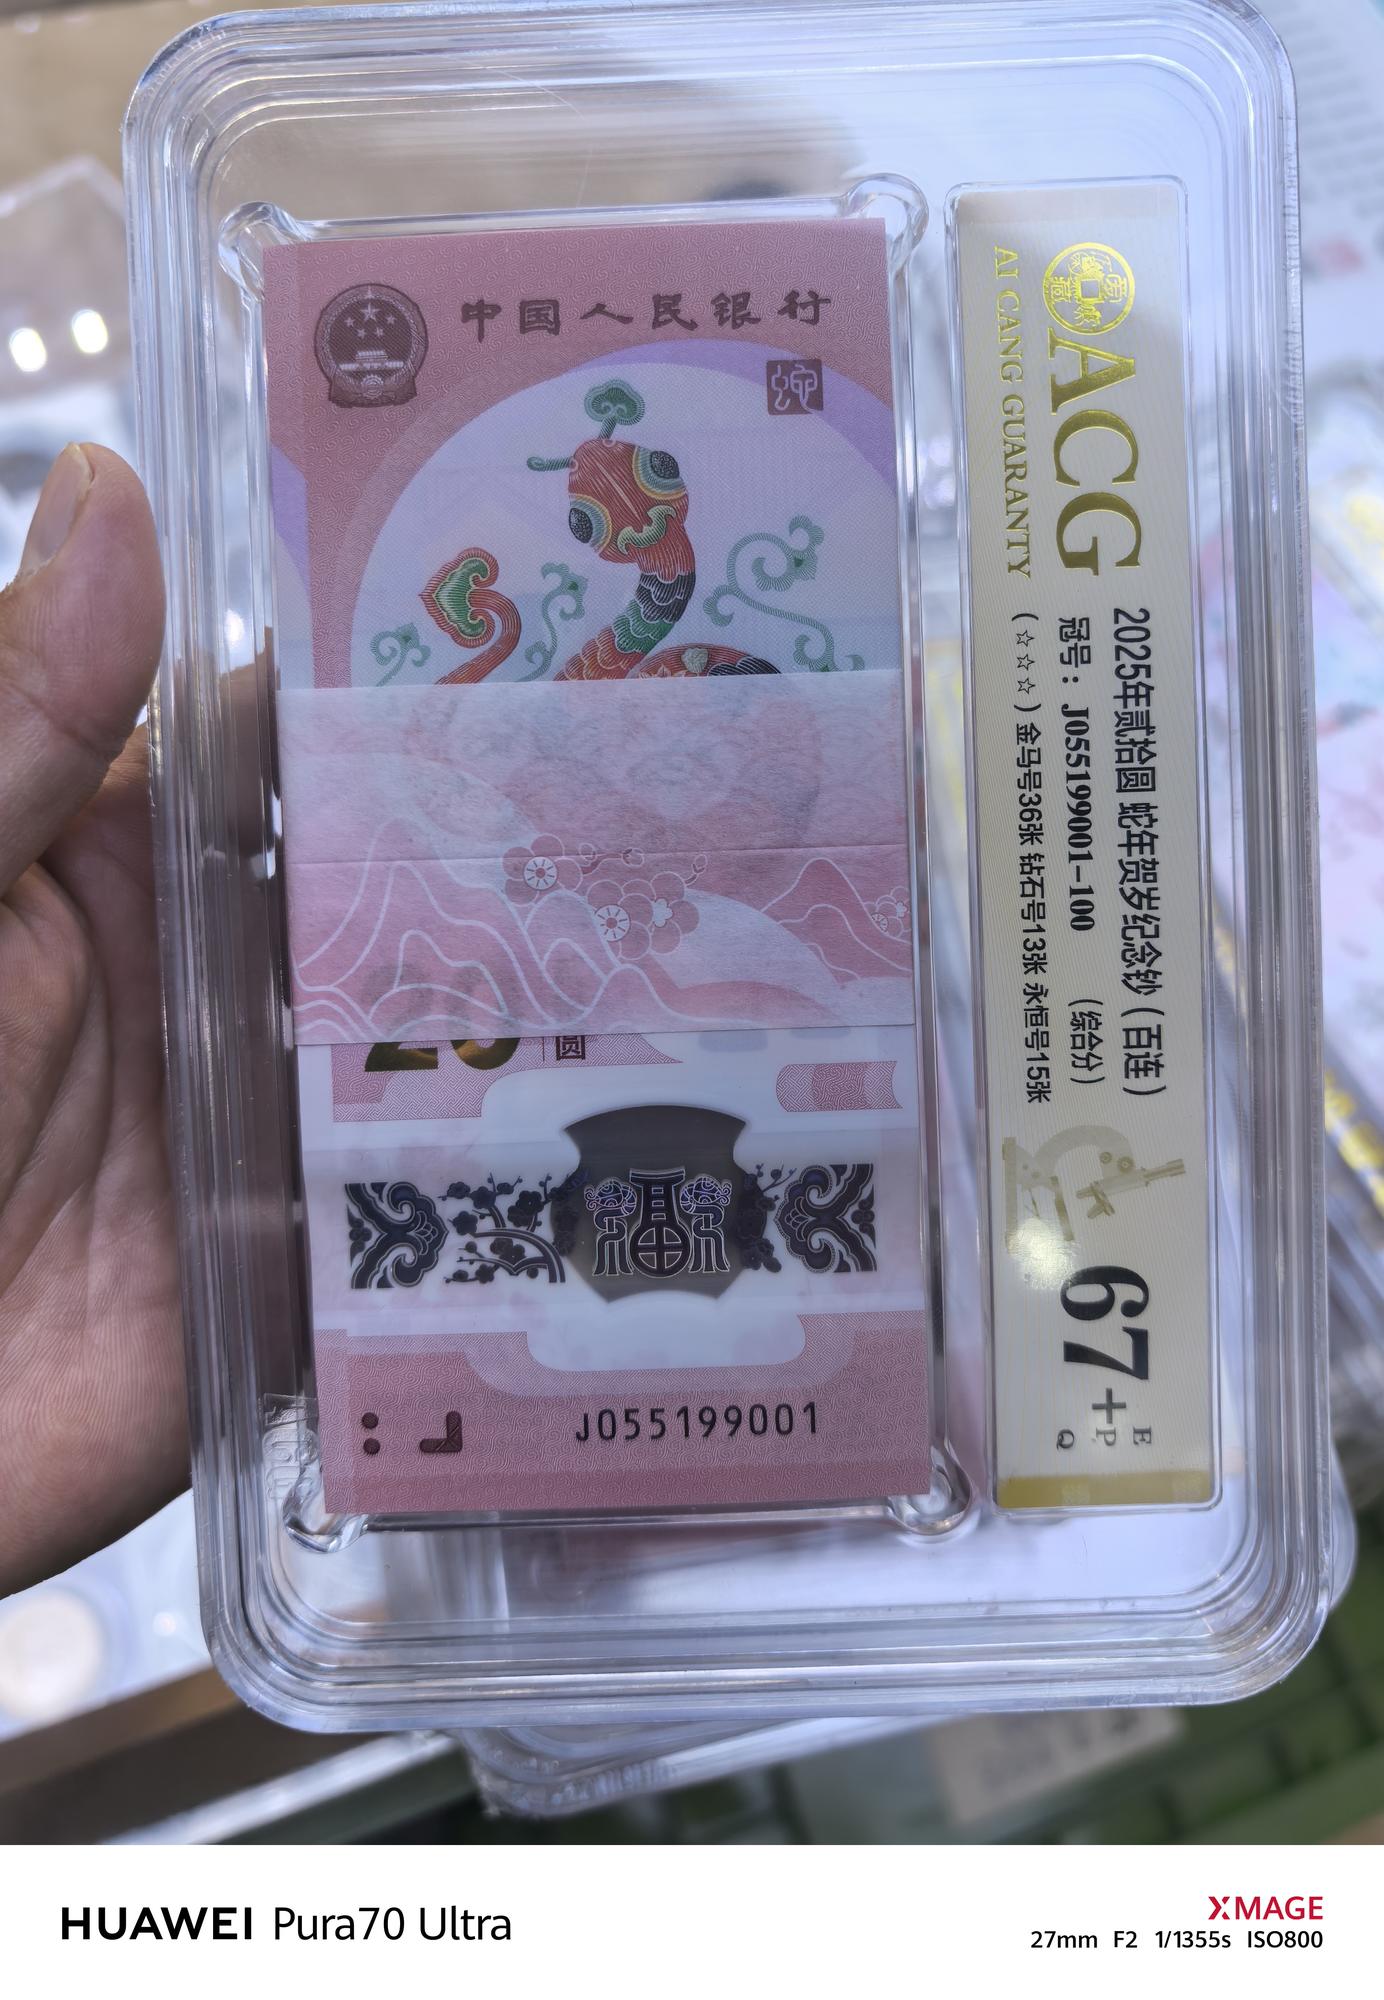 中国人民银行
蛇
20
圆
福
J055199001
ACG
AI CANG GUARANTY
2025年贰拾圆 蛇年贺岁纪念钞（百连）
冠号：J055199001-100 （综合分）
（☆☆☆）金马号36张 钻石号13张 永恒号15张
67+
E
P
Q
HUAWEI Pura70 Ultra
XMAGE
27mm F2 1/1355s ISO800